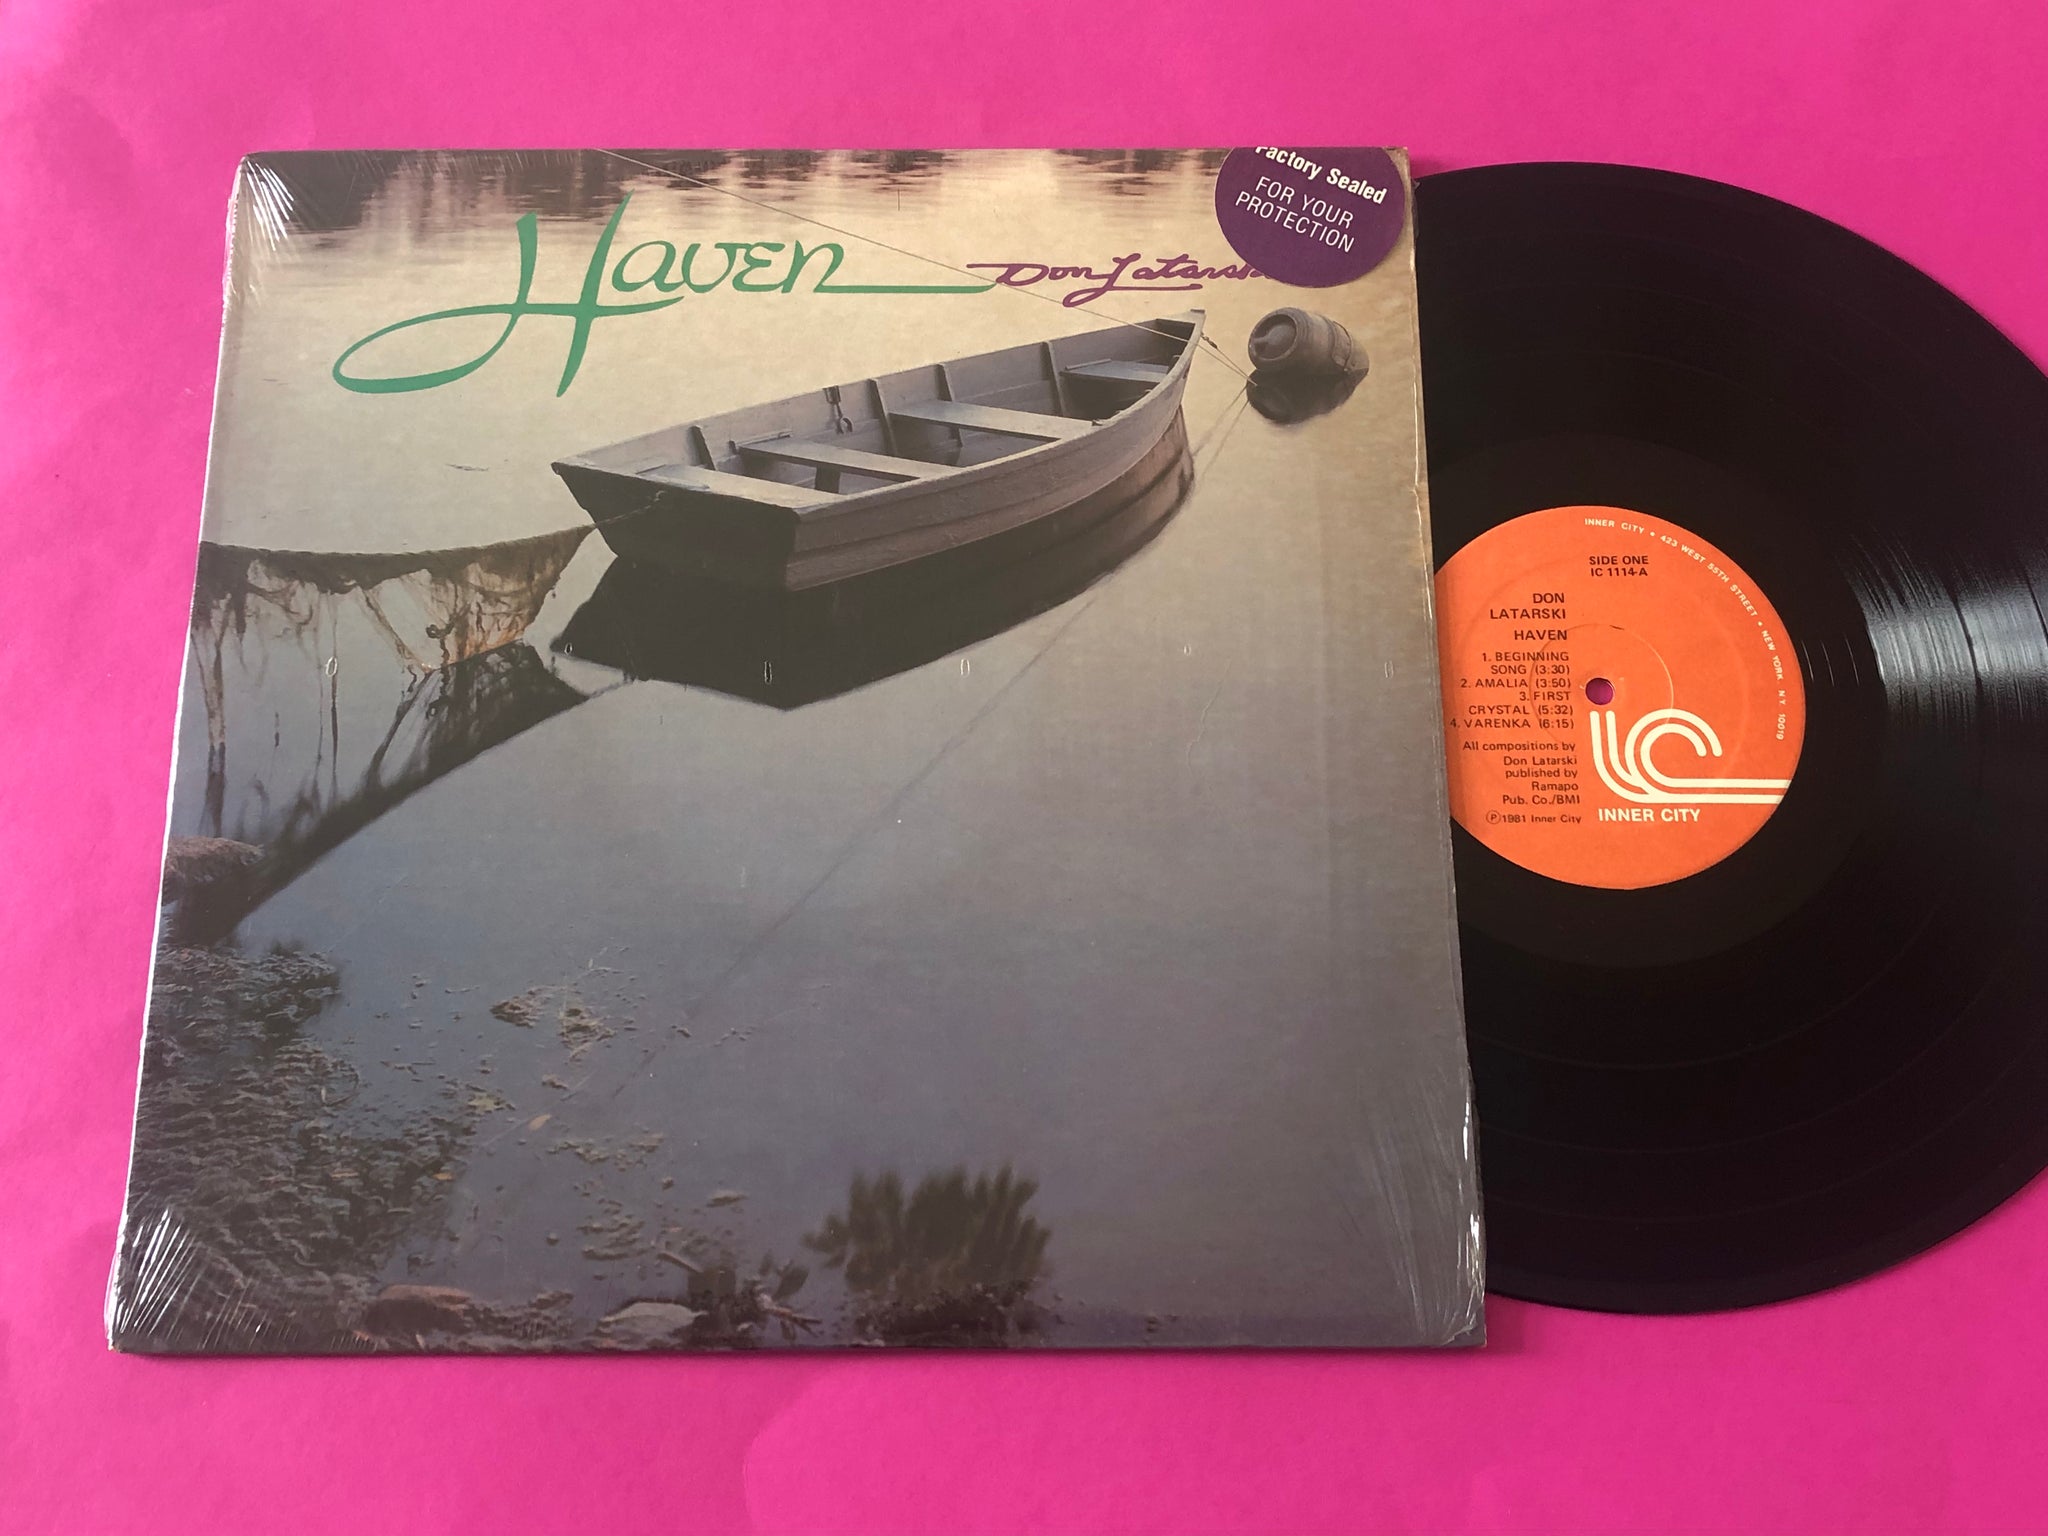 Haven
Don Latarski
Factory Sealed
FOR YOUR
PROTECTION
INNER CITY • 423 WEST 55TH STREET • NEW YORK, N.Y. 10019
SIDE ONE
IC 1114-A
DON
LATARSKI
HAVEN
1. BEGINNING
SONG (3:30)
2. AMALIA (3:50)
3. FIRST
CRYSTAL (5:32)
4. VARENKA (6:15)
All compositions by
Don Latarski
published by
Ramapo
Pub. Co./BMI
℗1981 Inner City
IC
INNER CITY